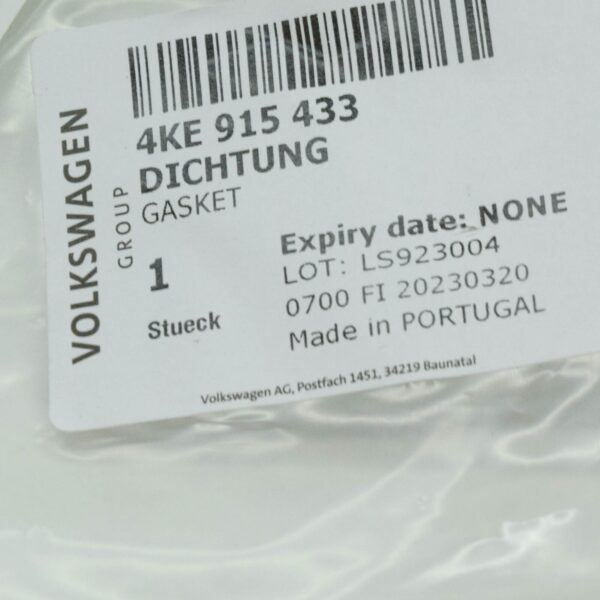 VOLKSWAGEN
GROUP
4KE 915 433
DICHTUNG
GASKET
1
Stueck
Expiry date: NONE
LOT: LS923004
0700 FI 20230320
Made in PORTUGAL
Volkswagen AG, Postfach 1451, 34219 Baunatal